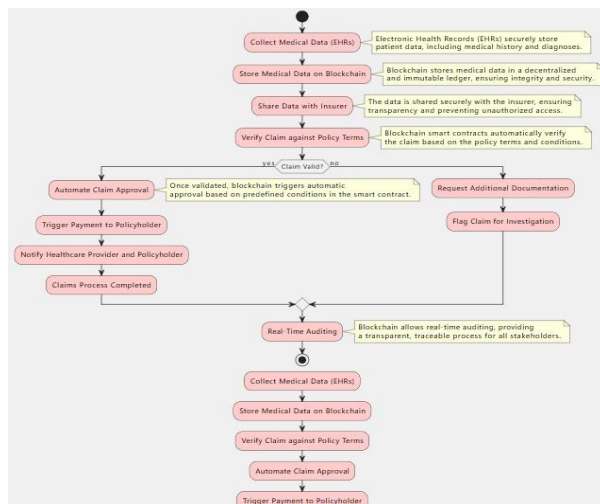 Collect Medical Data (EHRs)
Electronic Health Records (EHRs) securely store
patient data, including medical history and diagnoses.
Store Medical Data on Blockchain
Blockchain stores medical data in a decentralized
and immutable ledger, ensuring integrity and security.
Share Data with Insurer
The data is shared securely with the insurer, ensuring
transparency and preventing unauthorized access.
Verify Claim against Policy Terms
Blockchain smart contracts automatically verify
the claim based on the policy terms and conditions.
yes
Claim Valid?
no
Automate Claim Approval
Once validated, blockchain triggers automatic
approval based on predefined conditions in the smart contract.
Request Additional Documentation
Trigger Payment to Policyholder
Flag Claim for Investigation
Notify Healthcare Provider and Policyholder
Claims Process Completed
Real-Time Auditing
Blockchain allows real-time auditing, providing
a transparent, traceable process for all stakeholders.
Collect Medical Data (EHRs)
Store Medical Data on Blockchain
Verify Claim against Policy Terms
Automate Claim Approval
Trigger Payment to Policyholder